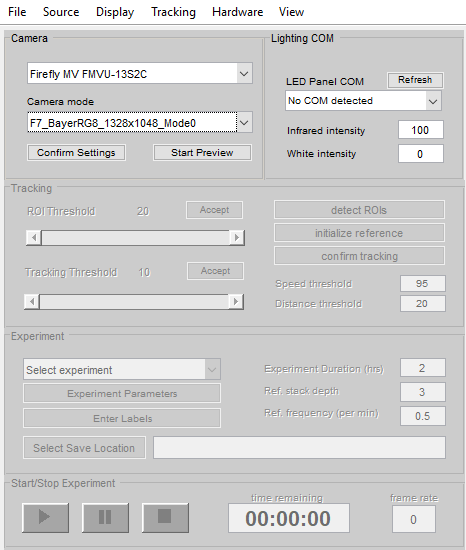 File Source Display Tracking Hardware View
Camera
Firefly MV FMVU-13S2C
Camera mode
F7_BayerRG8_1328x1048_Mode0
Confirm Settings Start Preview
Lighting COM
LED Panel COM Refresh
No COM detected
Infrared intensity 100
White intensity 0
Tracking
ROI Threshold 20 Accept
Tracking Threshold 10 Accept
detect ROIs
initialize reference
confirm tracking
Speed threshold 95
Distance threshold 20
Experiment
Select experiment
Experiment Parameters
Enter Labels
Experiment Duration (hrs) 2
Ref. stack depth 3
Ref. frequency (per min) 0.5
Select Save Location
Start/Stop Experiment
time remaining
00:00:00
frame rate
0